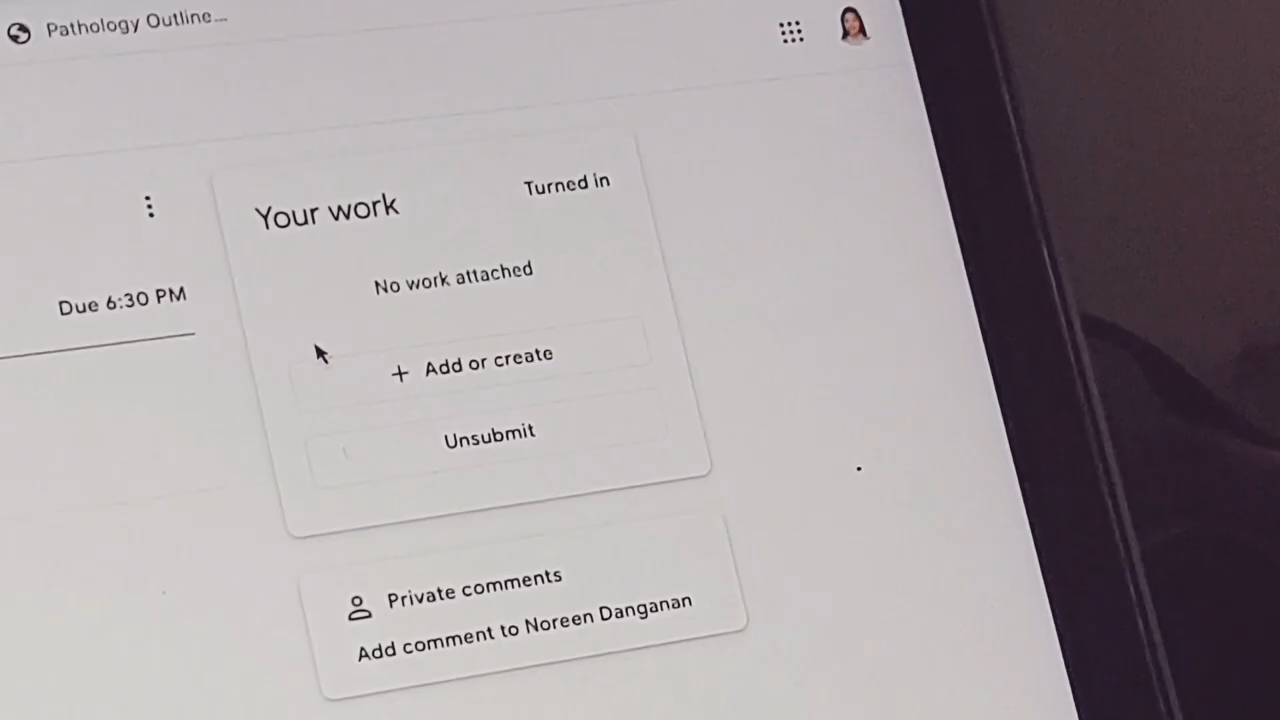 Pathology Outline...
Your work
Turned in
No work attached
Due 6:30 PM
+ Add or create
Unsubmit
Private comments
Add comment to Noreen Danganan